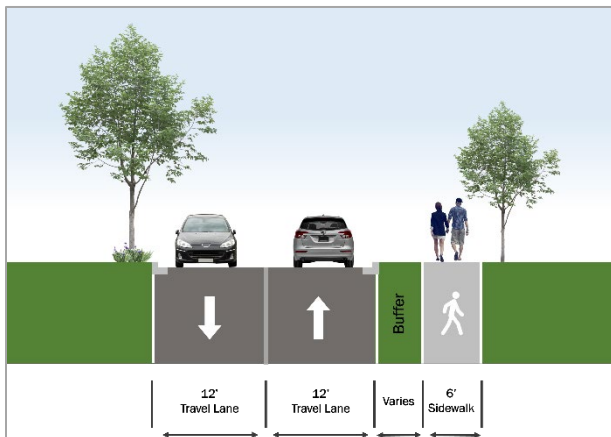 Buffer
12'
Travel Lane
12'
Travel Lane
Varies
6'
Sidewalk